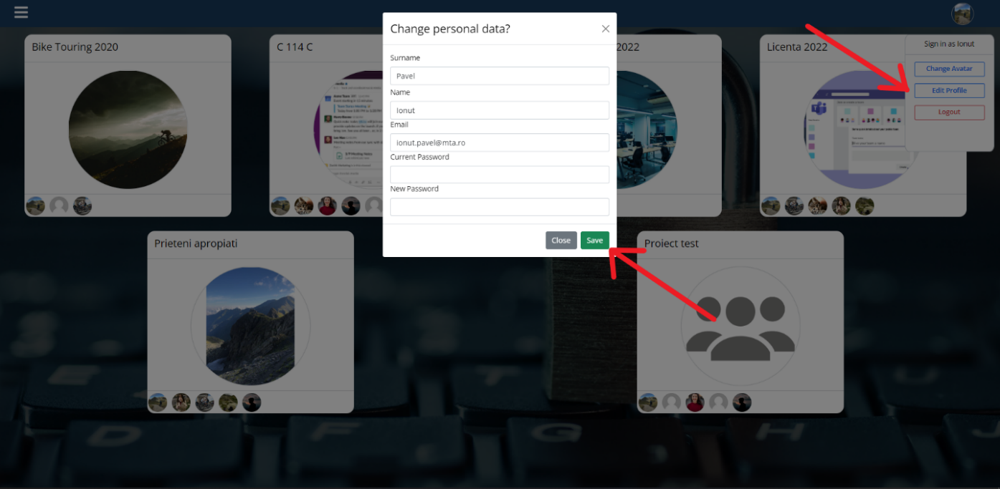 Change personal data?
Surname
Pavel
Name
Ionut
Email
ionut.pavel@mta.ro
Current Password
New Password
Close
Save
Bike Touring 2020
C 114 C
2022
Licenta 2022
Sign in as Ionut
Change Avatar
Edit Profile
Logout
Prieteni apropiati
Proiect test
D
F
G
H
J